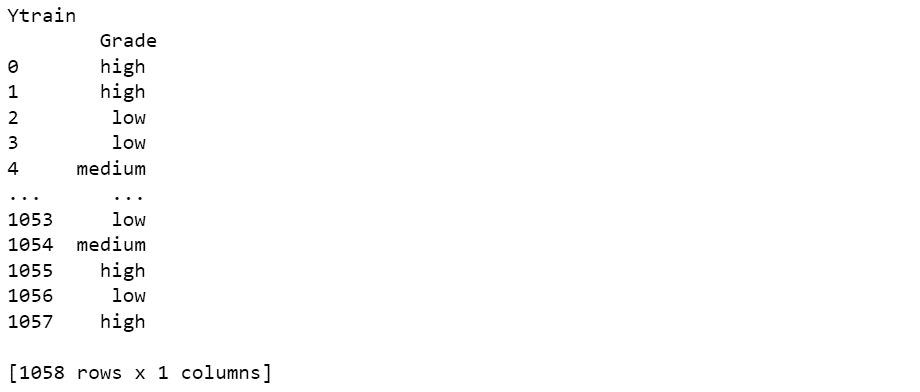 Ytrain
Grade
0 high
1 high
2 low
3 low
4 medium
... ...
1053 low
1054 medium
1055 high
1056 low
1057 high
[1058 rows x 1 columns]